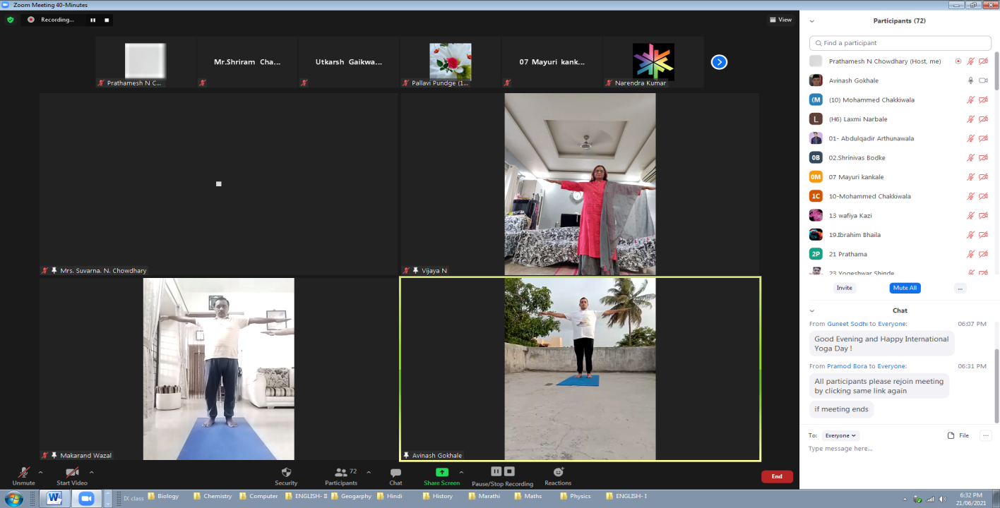 Zoom Meeting 40-Minutes
Recording...
View
Prathamesh N C...
Mr.Shriram Cha...
Utkarsh Gaikwa...
Pallavi Pundge (1...
07 Mayuri kank...
Narendra Kumar
Mrs. Suvarna. N. Chowdhary
Vijaya N
Makarand Wazal
Avinash Gokhale
Participants (72)
Find a participant
Prathamesh N Chowdhary (Host, me)
Avinash Gokhale
(M (10) Mohammed Chakkiwala
L (H6) Laxmi Narbale
01- Abdulqadir Arthunawala
0B 02.Shrinivas Bodke
0M 07 Mayuri kankale
1C 10-Mohammed Chakkiwala
13 wafiya Kazi
19.Ibrahim Bhaila
2P 21 Prathama
23 Yogeshwar Shinde
Invite
Mute All
...
Chat
From Guneet Sodhi to Everyone: 06:07 PM
Good Evening and Happy International
Yoga Day !
From Pramod Bora to Everyone: 06:31 PM
All participants please rejoin meeting
by clicking same link again
if meeting ends
To: Everyone File ...
Type message here...
Unmute
Start Video
Security
72
Participants
Chat
Share Screen
Pause/Stop Recording
Reactions
End
IX class
Biology
Chemistry
Computer
ENGLISH- II
Geogarphy
Hindi
History
Marathi
Maths
Physics
ENGLISH- I
6:32 PM
21/06/2021